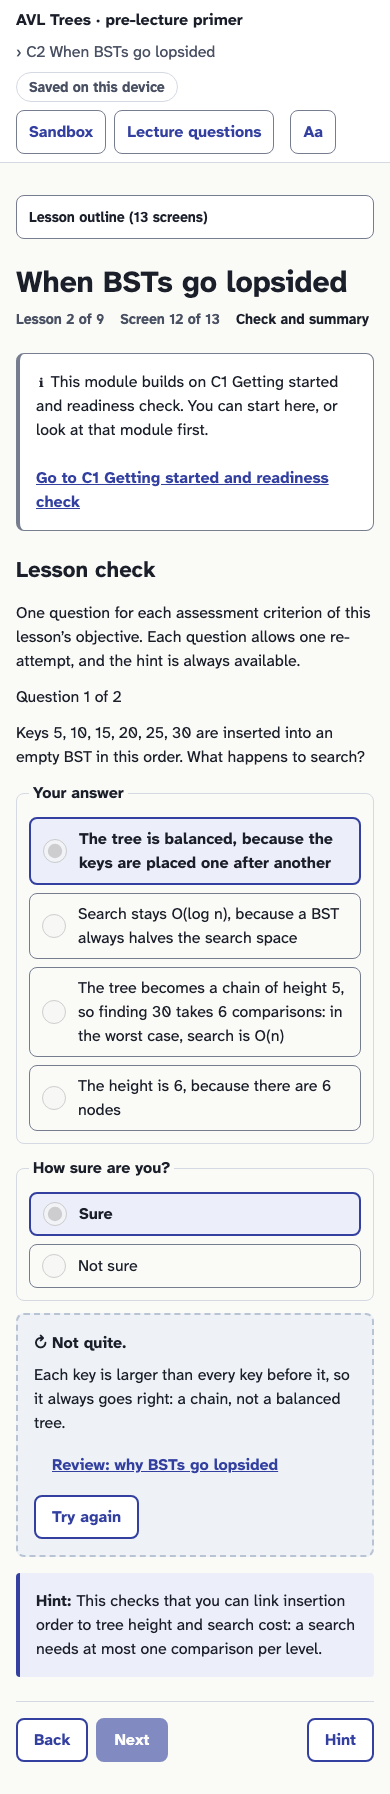 AVL Trees · pre-lecture primer
› C2 When BSTs go lopsided
Saved on this device
Sandbox
Lecture questions
Aa
Lesson outline (13 screens)
When BSTs go lopsided
Lesson 2 of 9 Screen 12 of 13 Check and summary
ℹ This module builds on C1 Getting started
and readiness check. You can start here, or
look at that module first.
Go to C1 Getting started and readiness
check
Lesson check
One question for each assessment criterion of this
lesson's objective. Each question allows one re-
attempt, and the hint is always available.
Question 1 of 2
Keys 5, 10, 15, 20, 25, 30 are inserted into an
empty BST in this order. What happens to search?
Your answer
The tree is balanced, because the
keys are placed one after another
Search stays O(log n), because a BST
always halves the search space
The tree becomes a chain of height 5,
so finding 30 takes 6 comparisons: in
the worst case, search is O(n)
The height is 6, because there are 6
nodes
How sure are you?
Sure
Not sure
↻ Not quite.
Each key is larger than every key before it, so
it always goes right: a chain, not a balanced
tree.
Review: why BSTs go lopsided
Try again
Hint: This checks that you can link insertion
order to tree height and search cost: a search
needs at most one comparison per level.
Back
Next
Hint